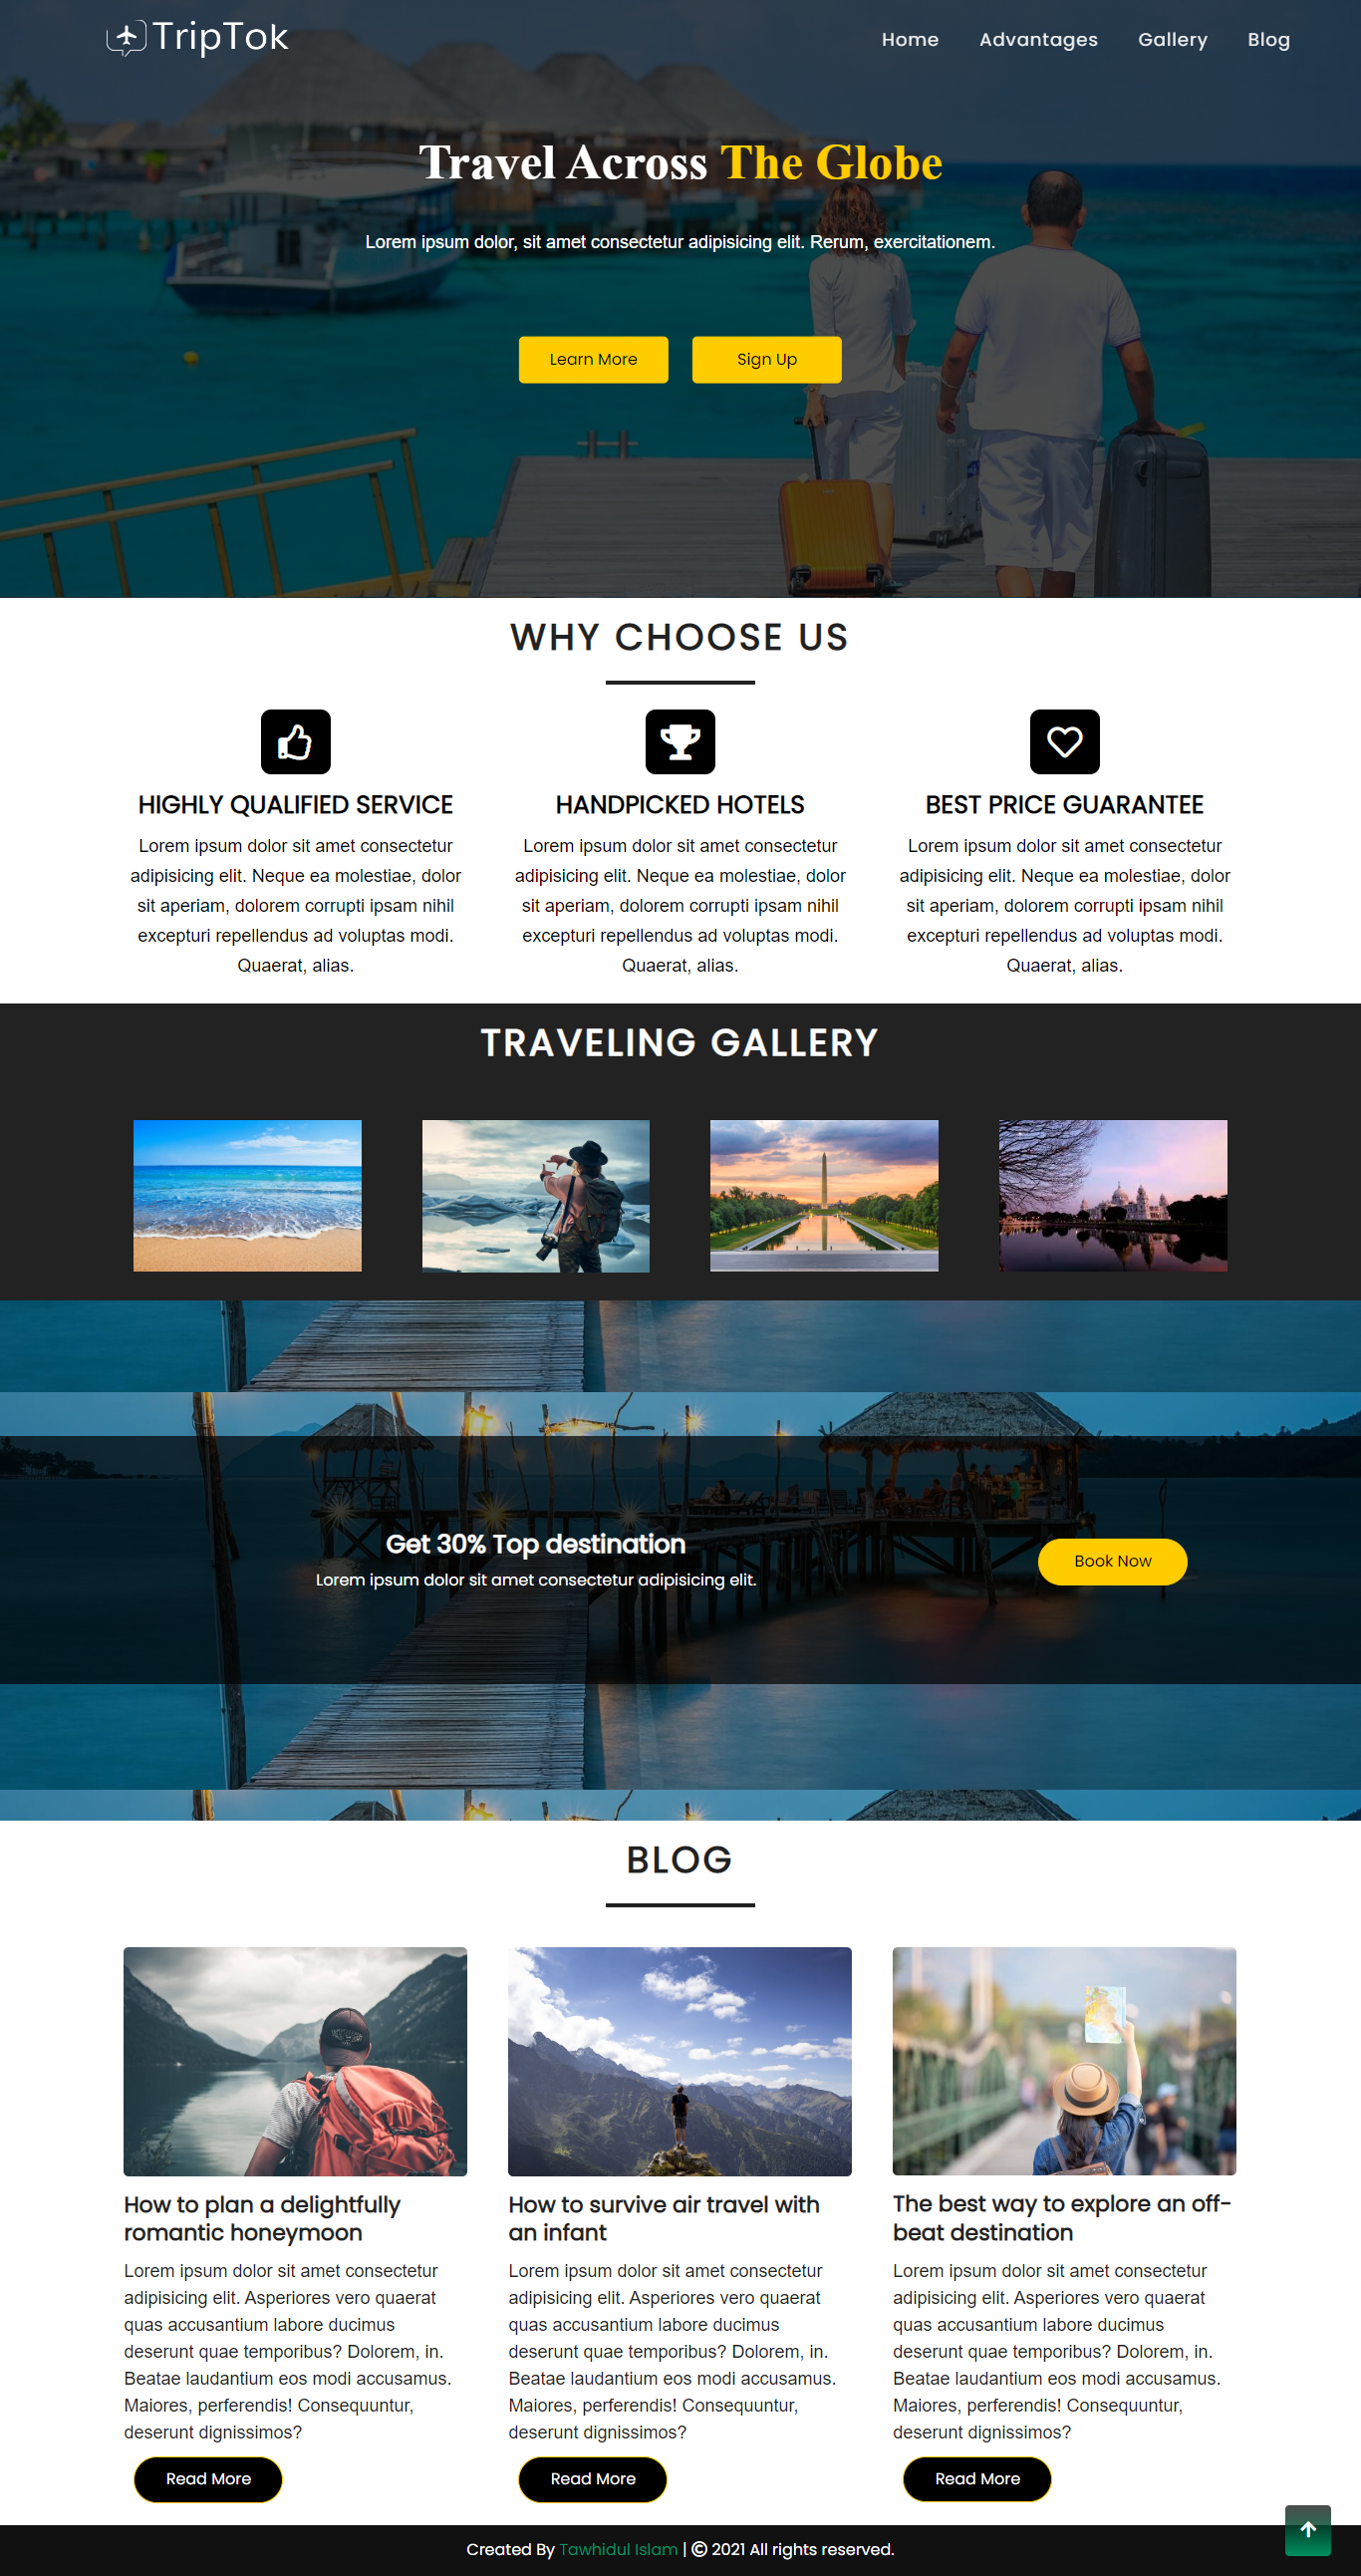 TripTok
Home Advantages Gallery Blog
Travel Across The Globe
Lorem ipsum dolor, sit amet consectetur adipisicing elit. Rerum, exercitationem.
Learn More
Sign Up
WHY CHOOSE US
HIGHLY QUALIFIED SERVICE
Lorem ipsum dolor sit amet consectetur
adipisicing elit. Neque ea molestiae, dolor
sit aperiam, dolorem corrupti ipsam nihil
excepturi repellendus ad voluptas modi.
Quaerat, alias.
HANDPICKED HOTELS
Lorem ipsum dolor sit amet consectetur
adipisicing elit. Neque ea molestiae, dolor
sit aperiam, dolorem corrupti ipsam nihil
excepturi repellendus ad voluptas modi.
Quaerat, alias.
BEST PRICE GUARANTEE
Lorem ipsum dolor sit amet consectetur
adipisicing elit. Neque ea molestiae, dolor
sit aperiam, dolorem corrupti ipsam nihil
excepturi repellendus ad voluptas modi.
Quaerat, alias.
TRAVELING GALLERY
Get 30% Top destination
Lorem ipsum dolor sit amet consectetur adipisicing elit.
Book Now
BLOG
How to plan a delightfully
romantic honeymoon
Lorem ipsum dolor sit amet consectetur
adipisicing elit. Asperiores vero quaerat
quas accusantium labore ducimus
deserunt quae temporibus? Dolorem, in.
Beatae laudantium eos modi accusamus.
Maiores, perferendis! Consequuntur,
deserunt dignissimos?
Read More
How to survive air travel with
an infant
Lorem ipsum dolor sit amet consectetur
adipisicing elit. Asperiores vero quaerat
quas accusantium labore ducimus
deserunt quae temporibus? Dolorem, in.
Beatae laudantium eos modi accusamus.
Maiores, perferendis! Consequuntur,
deserunt dignissimos?
Read More
The best way to explore an off-
beat destination
Lorem ipsum dolor sit amet consectetur
adipisicing elit. Asperiores vero quaerat
quas accusantium labore ducimus
deserunt quae temporibus? Dolorem, in.
Beatae laudantium eos modi accusamus.
Maiores, perferendis! Consequuntur,
deserunt dignissimos?
Read More
Created By Tawhidul Islam | © 2021 All rights reserved.